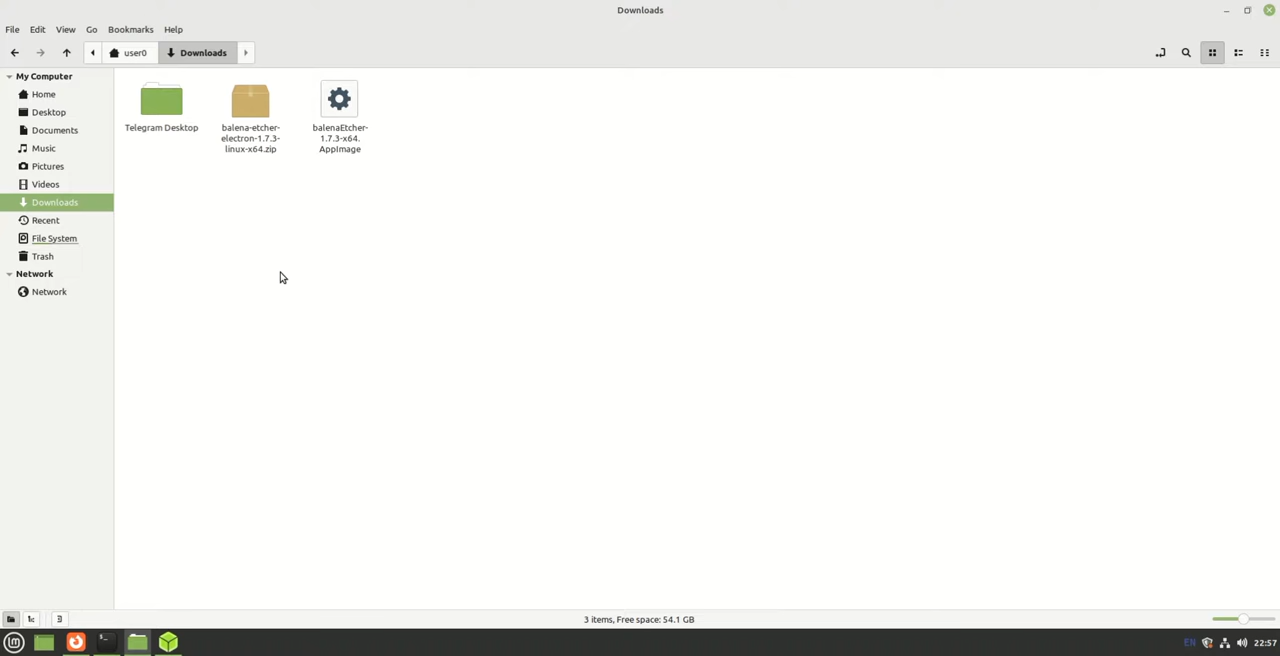 Downloads
File Edit View Go Bookmarks Help
user0 Downloads
My Computer
Home
Desktop
Documents
Music
Pictures
Videos
Downloads
Recent
File System
Trash
Network
Network
Telegram Desktop
balena-etcher-
electron-1.7.3-
linux-x64.zip
balenaEtcher-
1.7.3-x64.
AppImage
3 items, Free space: 54.1 GB
lm
$_
EN 22:57